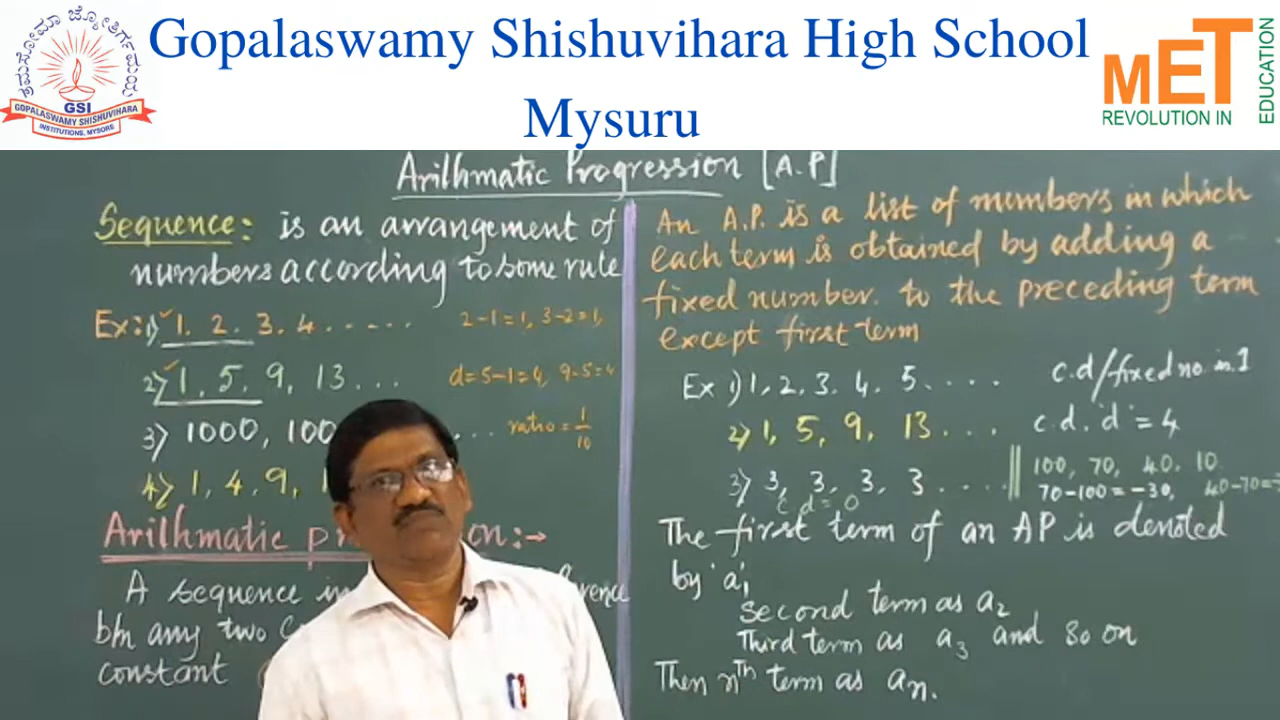 Gopalaswamy Shishuvihara High School
Mysuru
GSI
GOPALASWAMY SHISHUVIHARA
INSTITUTIONS, MYSORE
MET
REVOLUTION IN
EDUCATION
Arithmatic Progression [A.P]
Sequence: is an arrangement of
numbers according to some rule
Ex: 1) 1. 2. 3. 4. .....
2-1=1, 3-2=1,
2) 1, 5, 9, 13 ...
d=5-1=4, 9-5=4
3) 1000, 100
... ratio = 1/10
4) 1, 4, 9,
Arithmatic
on:→
A sequence in
b/n any two
constant
An A.P. is a list of numbers in which
each term is obtained by adding a
fixed number. to the preceding term
except first term
Ex 1) 1, 2, 3. 4. 5. ....
c.d/fixed no. in 1
2) 1, 5, 9, 13 ...
c.d. 'd' = 4
3) 3, 3, 3, 3 ....
c d = 0
100, 70, 40. 10
70-100=-30, 40-70=
The first term of an AP is denoted
by 'a'1
Second term as a2
Third term as a3 and so on
Then nth term as an.